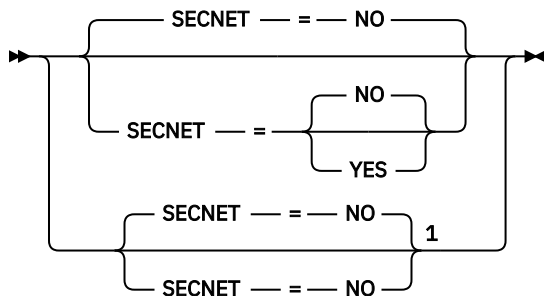 SECNET = NO
NO
SECNET =
YES
SECNET = NO
1
SECNET = NO